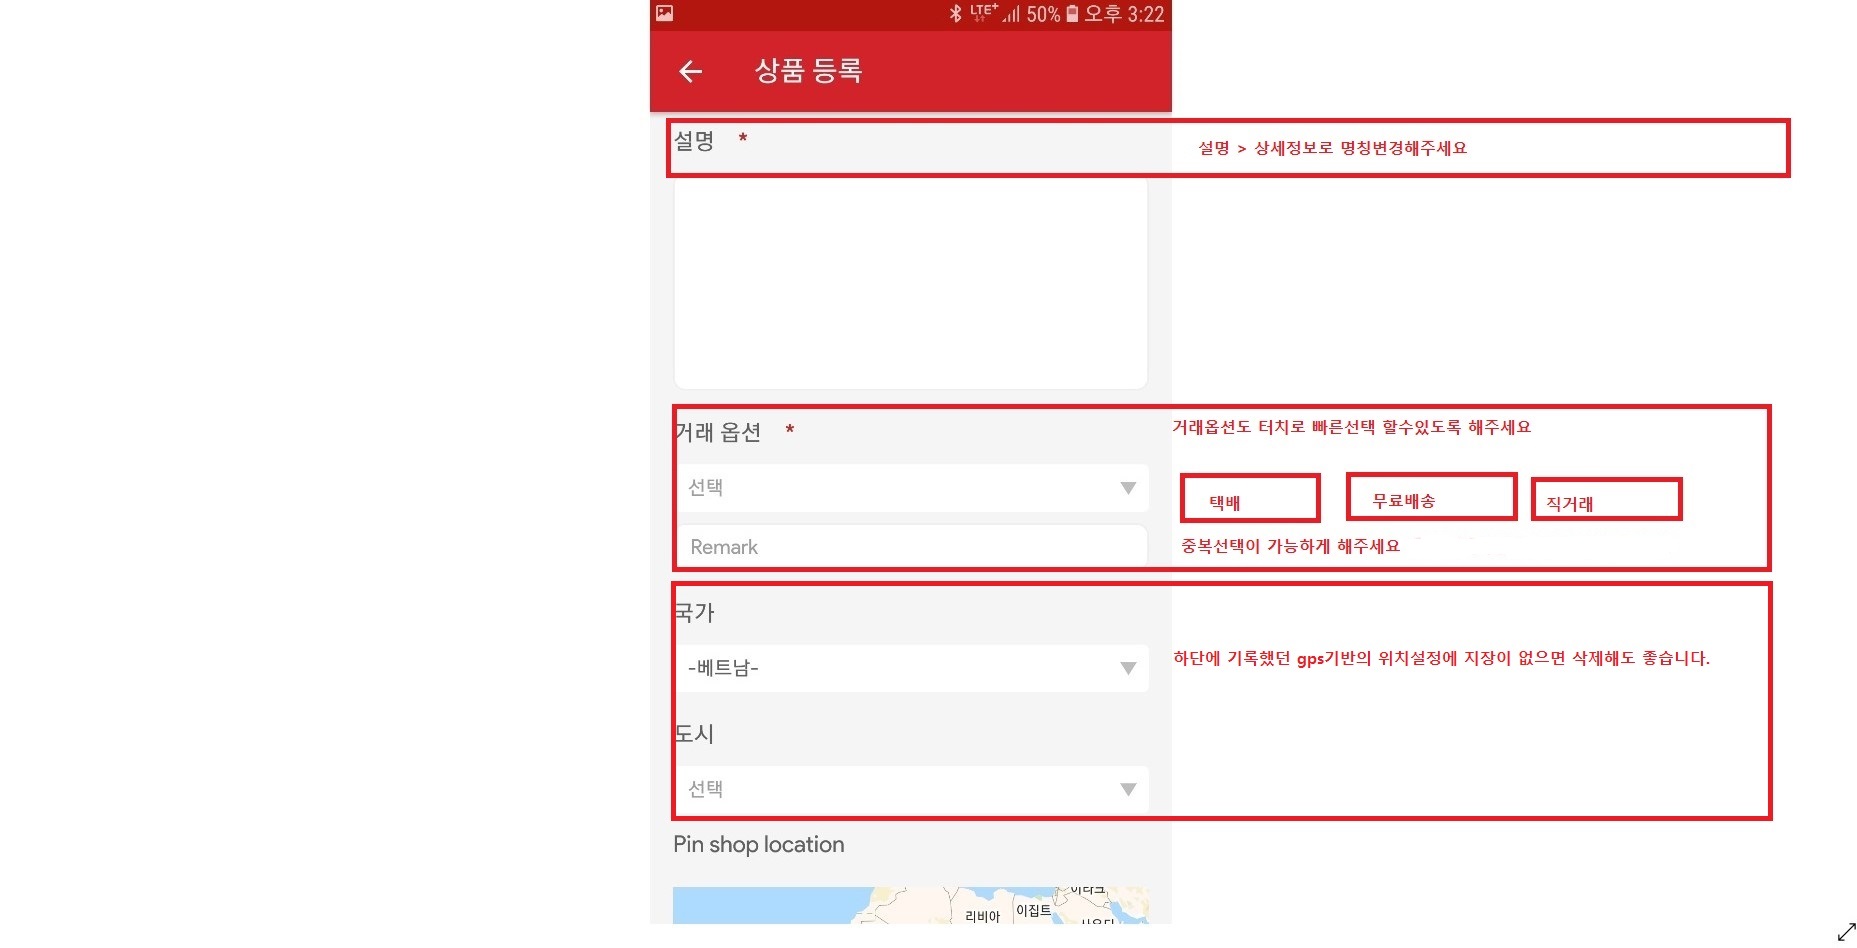 LTE+ 50% 오후 3:22
상품 등록
설명 *
설명 > 상세정보로 명칭변경해주세요
거래 옵션 *
거래옵션도 터치로 빠른선택 할수있도록 해주세요
선택
택배 무료배송 직거래
Remark
중복선택이 가능하게 해주세요
국가
-베트남-
하단에 기록했던 gps기반의 위치설정에 지장이 없으면 삭제해도 좋습니다.
도시
선택
Pin shop location
이라크
리비아 이집트